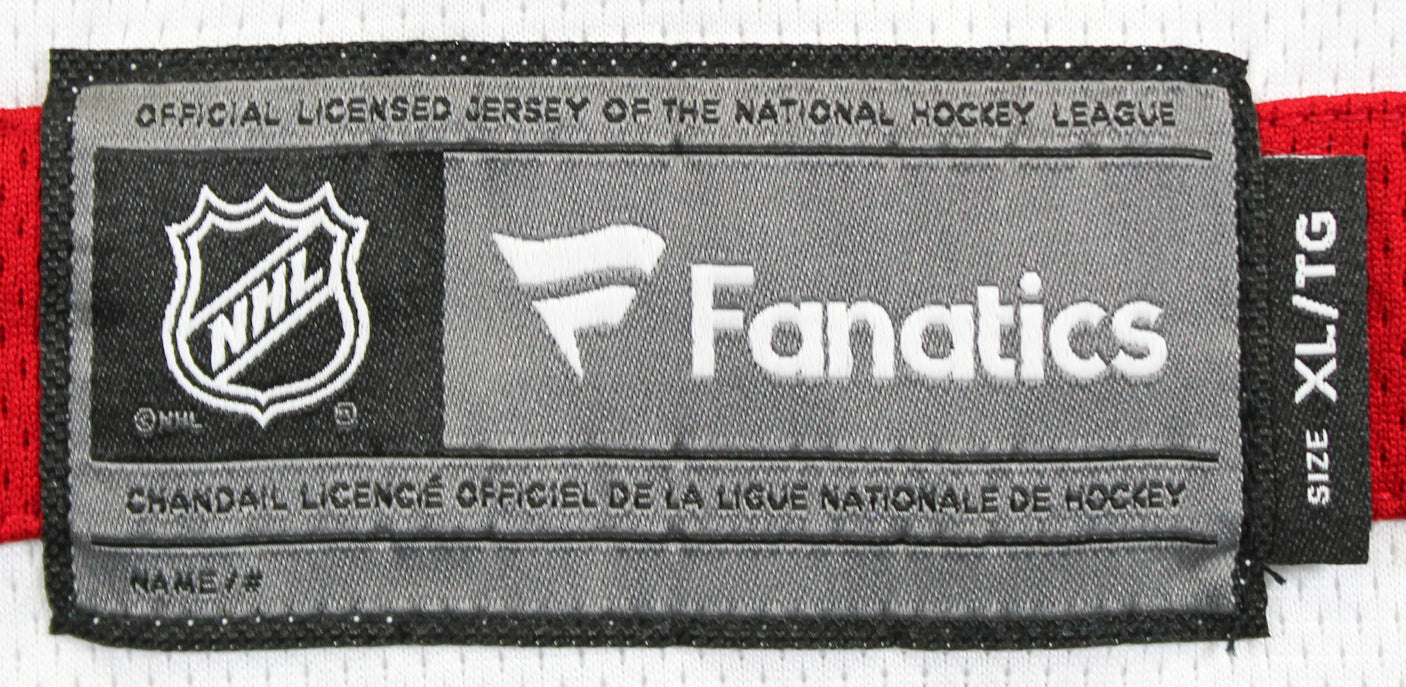 OFFICIAL LICENSED JERSEY OF THE NATIONAL HOCKEY LEAGUE
NHL
Fanatics
©NHL
CHANDAIL LICENCIÉ OFFICIEL DE LA LIGUE NATIONALE DE HOCKEY
NAME/#
SIZE XL/TG